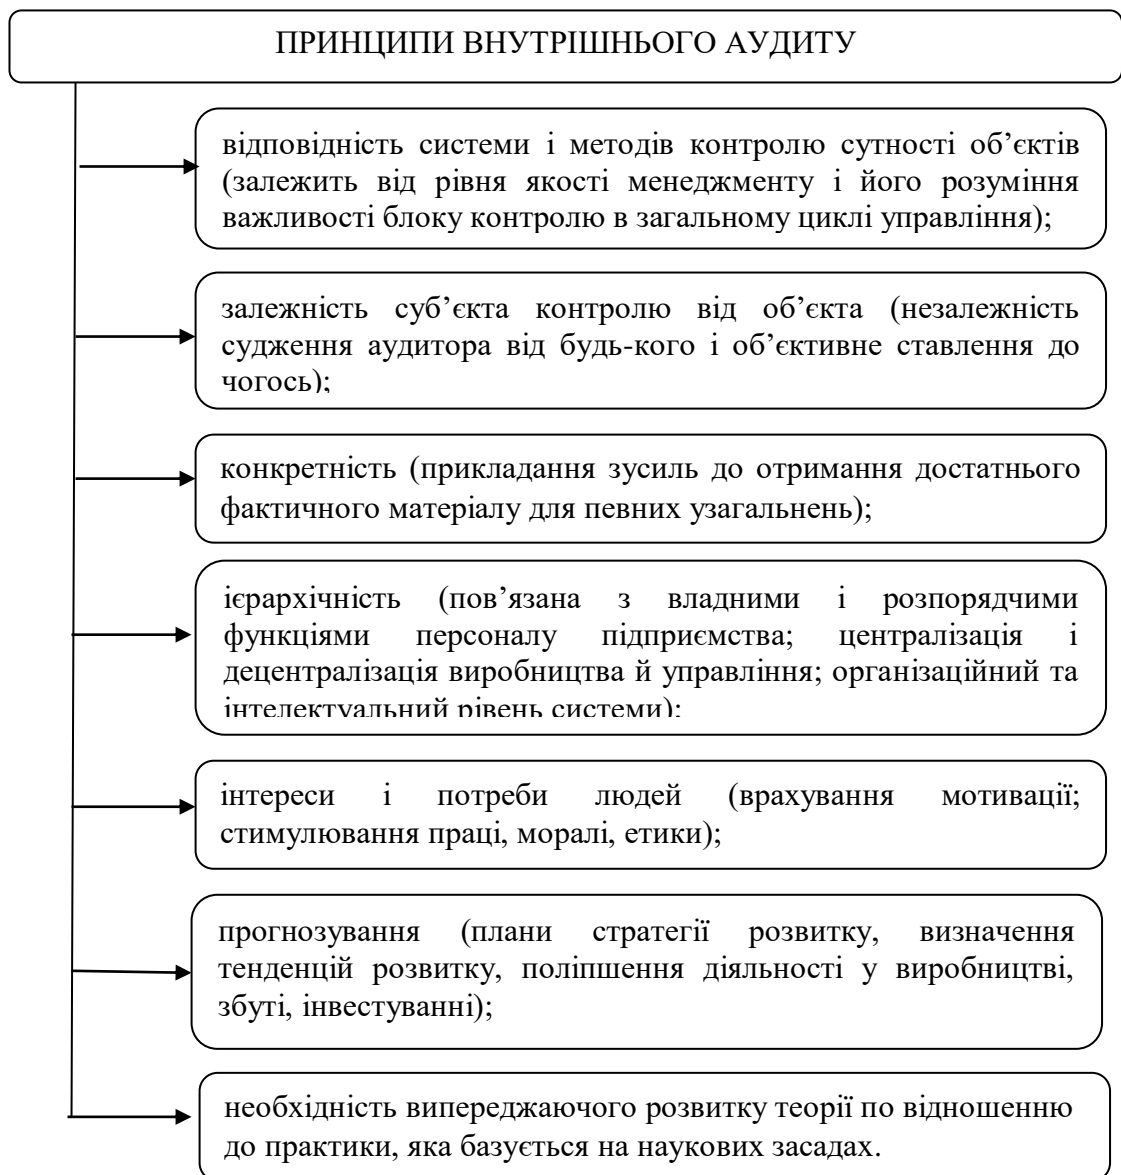 ПРИНЦИПИ ВНУТРІШНЬОГО АУДИТУ
відповідність системи і методів контролю сутності об’єктів
(залежить від рівня якості менеджменту і його розуміння
важливості блоку контролю в загальному циклі управління);
залежність суб’єкта контролю від об’єкта (незалежність
судження аудитора від будь-кого і об’єктивне ставлення до
чогось);
конкретність (прикладання зусиль до отримання достатнього
фактичного матеріалу для певних узагальнень);
ієрархічність (пов’язана з владними і розпорядчими
функціями персоналу підприємства; централізація і
децентралізація виробництва й управління; організаційний та
інтелектуальний рівень системи);
інтереси і потреби людей (врахування мотивації;
стимулювання праці, моралі, етики);
прогнозування (плани стратегії розвитку, визначення
тенденцій розвитку, поліпшення діяльності у виробництві,
збуті, інвестуванні);
необхідність випереджаючого розвитку теорії по відношенню
до практики, яка базується на наукових засадах.